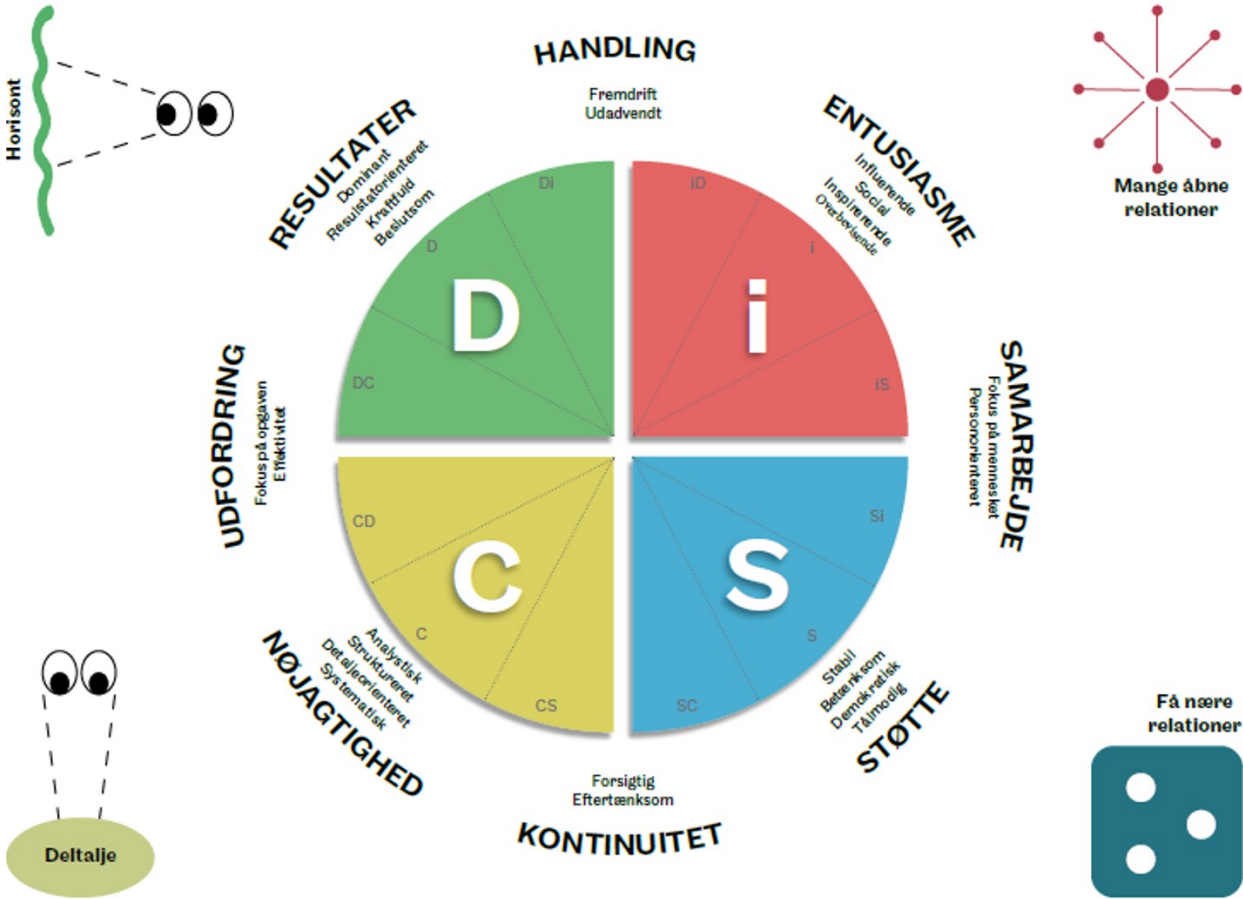 HANDLING
Fremdrift
Udadvendt
Horisont
RESULTATER
Dominant
Resulstatorienteret
Kraftfuld
Beslutsom
ENTUSIASME
Influerende
Social
Inspirerende
Overbevisende
Mange åbne
relationer
Di
iD
D
i
D
i
DC
iS
UDFORDRING
Fokus på opgaven
Effektivitet
SAMARBEJDE
Fokus på mennesket
Personorienteret
CD
Si
C
S
C
S
CS
SC
NØJAGTIGHED
Analystisk
Struktureret
Detaljeorienteret
Systematisk
STØTTE
Stabil
Betænksom
Demokratisk
Tålmodig
Få nære
relationer
Deltalje
Forsigtig
Eftertænksom
KONTINUITET